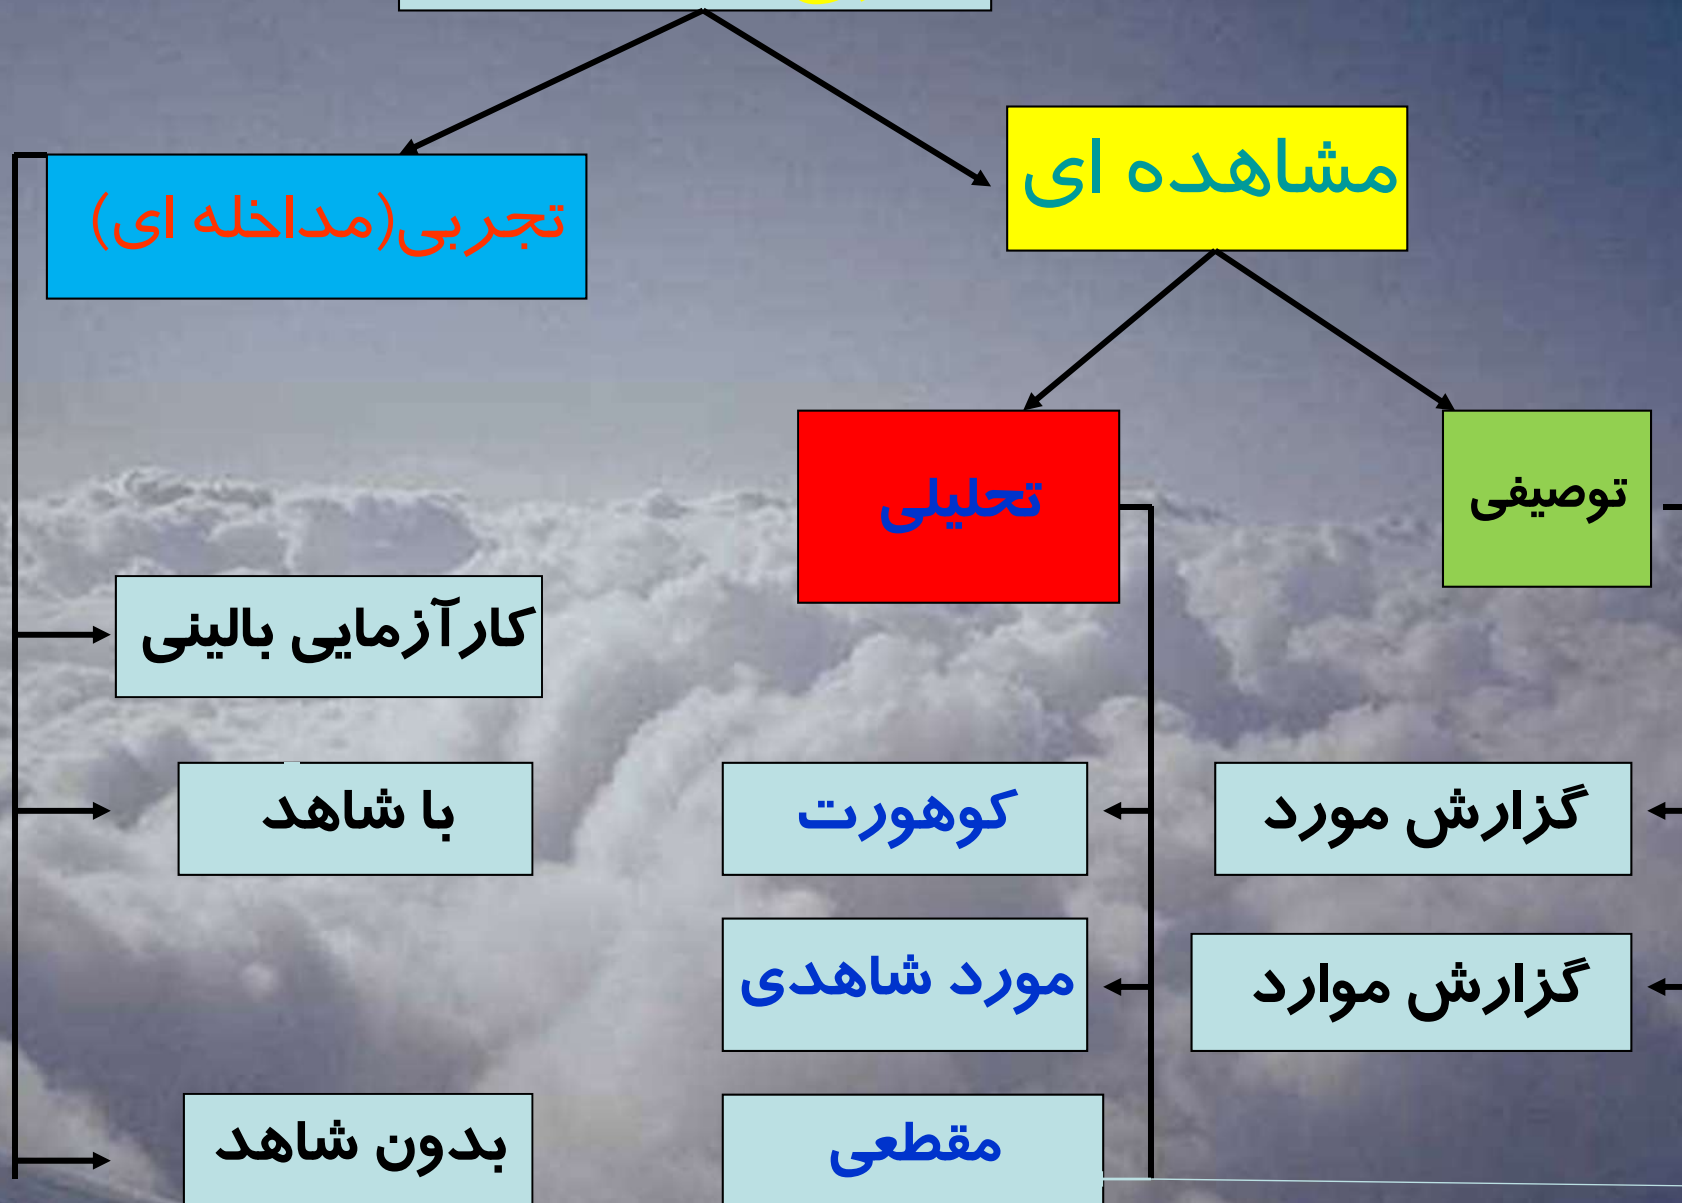 مشاهده ای
تجربی(مداخله ای)
توصیفی
تحلیلی
کارآزمایی بالینی
گزارش مورد
کوهورت
با شاهد
گزارش موارد
مورد شاهدی
مقطعی
بدون شاهد